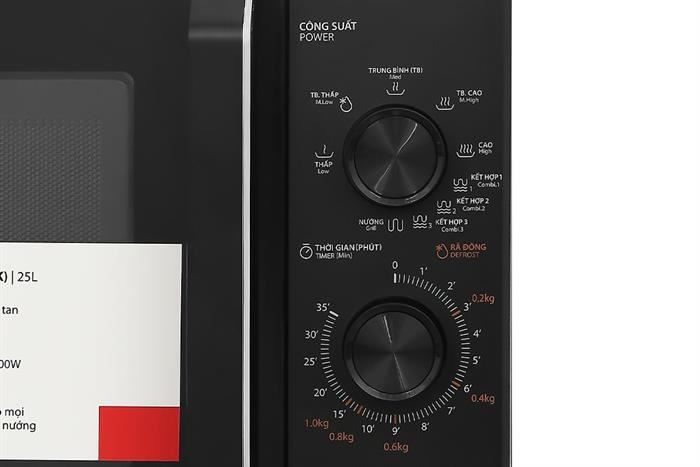 CÔNG SUẤT
POWER
TRUNG BÌNH (TB)
Med
TB. THẤP
M.Low
TB. CAO
M.High
THẤP
Low
CAO
High
KẾT HỢP 1
1 Combi.1
KẾT HỢP 2
2 Combi.2
KẾT HỢP 3
3 Combi.3
NƯỚNG
Grill
THỜI GIAN(PHÚT)
TIMER (Min)
RÃ ĐÔNG
DEFROST
0
1'
2'
3'
0.2kg
4'
5'
6'
0.4kg
7'
8'
9'
0.6kg
10'
0.8kg
15'
1.0kg
20'
25'
30'
35'
) | 25L
tan
00W
mọi
nướng